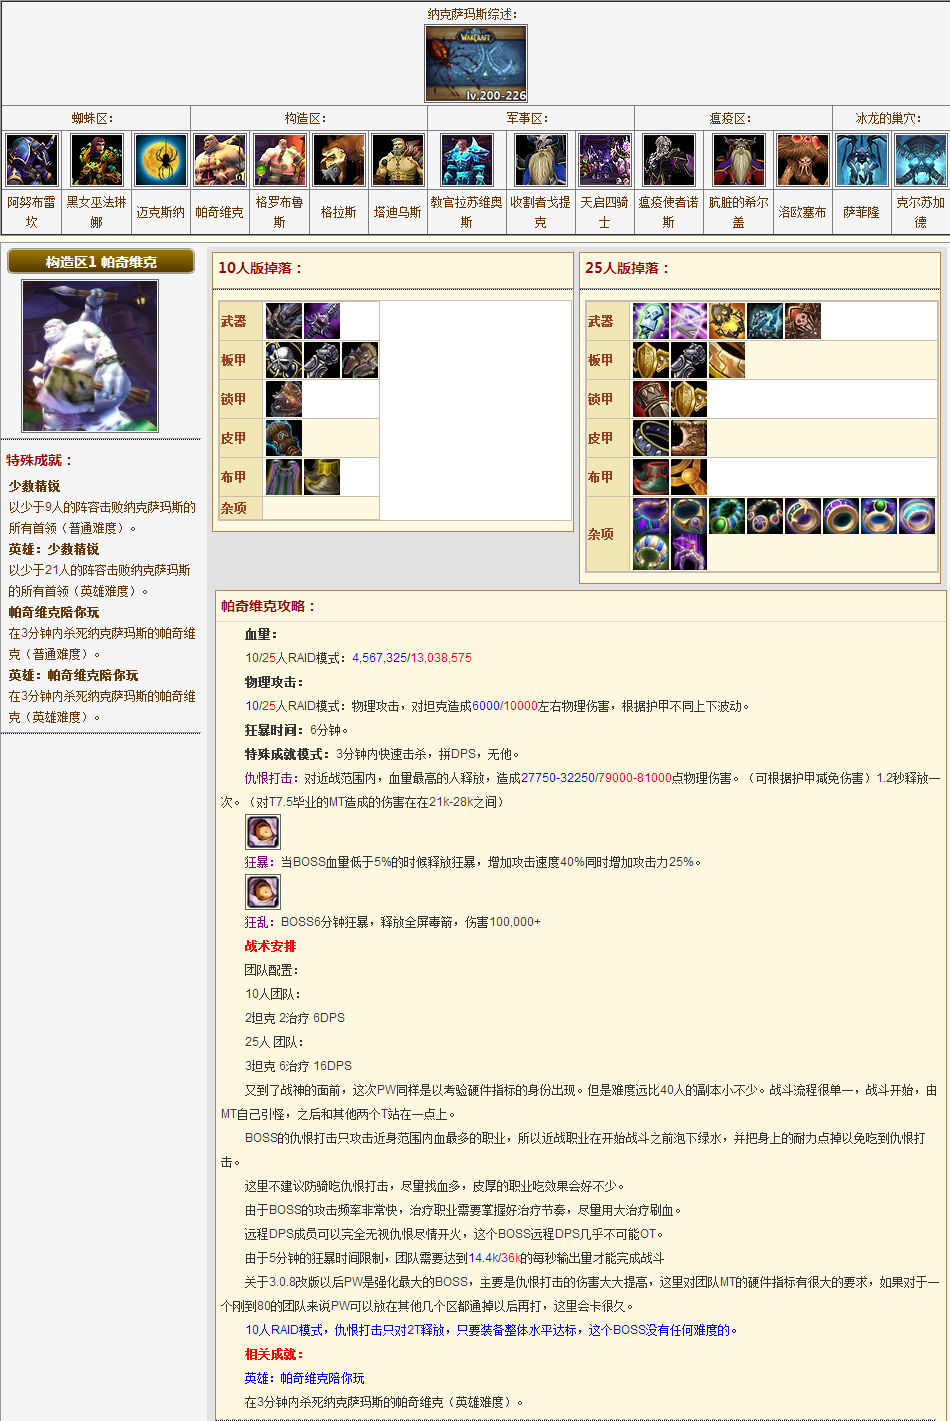 纳克萨玛斯综述：
WARCRAFT
lv.200-226
蜘蛛区： 构造区： 军事区： 瘟疫区： 冰龙的巢穴：
阿努布雷坎 黑女巫法琳娜 迈克斯纳 帕奇维克 格罗布鲁斯 格拉斯 塔迪乌斯 教官拉苏维奥斯 收割者戈提克 天启四骑士 瘟疫使者诺斯 肮脏的希尔盖 洛欧塞布 萨菲隆 克尔苏加德
构造区1 帕奇维克
特殊成就：
少数精锐
以少于9人的阵容击败纳克萨玛斯的
所有首领（普通难度）。
英雄：少数精锐
以少于21人的阵容击败纳克萨玛斯
的所有首领（英雄难度）。
帕奇维克陪你玩
在3分钟内杀死纳克萨玛斯的帕奇维
克（普通难度）。
英雄：帕奇维克陪你玩
在3分钟内杀死纳克萨玛斯的帕奇维
克（英雄难度）。
10人版掉落：
武器
板甲
锁甲
皮甲
布甲
杂项
25人版掉落：
武器
板甲
锁甲
皮甲
布甲
杂项
帕奇维克攻略：
血量：
10/25人RAID模式：4,567,325/13,038,575
物理攻击：
10/25人RAID模式：物理攻击，对坦克造成6000/10000左右物理伤害，根据护甲不同上下波动。
狂暴时间：6分钟。
特殊成就模式：3分钟内快速击杀，拼DPS，无他。
仇恨打击：对近战范围内，血量最高的人释放，造成27750-32250/79000-81000点物理伤害。（可根据护甲减免伤害）1.2秒释放一
次。（对T7.5毕业的MT造成的伤害在在21k-28k之间）
狂暴：当BOSS血量低于5%的时候释放狂暴，增加攻击速度40%同时增加攻击力25%。
狂乱：BOSS6分钟狂暴，释放全屏毒箭，伤害100,000+
战术安排
团队配置：
10人团队：
2坦克 2治疗 6DPS
25人 团队：
3坦克 6治疗 16DPS
又到了战神的面前，这次PW同样是以考验硬件指标的身份出现。但是难度远比40人的副本小不少。战斗流程很单一，战斗开始，由
MT自己引怪，之后和其他两个T站在一点上。
BOSS的仇恨打击只攻击近身范围内血最多的职业，所以近战职业在开始战斗之前泡下绿水，并把身上的耐力点掉以免吃到仇恨打
击。
这里不建议防骑吃仇恨打击，尽量找血多，皮厚的职业吃效果会好不少。
由于BOSS的攻击频率非常快，治疗职业需要掌握好治疗节奏，尽量用大治疗刷血。
远程DPS成员可以完全无视仇恨尽情开火，这个BOSS远程DPS几乎不可能OT。
由于5分钟的狂暴时间限制，团队需要达到14.4k/36k的每秒输出量才能完成战斗
关于3.0.8改版以后PW是强化最大的BOSS，主要是仇恨打击的伤害大大提高，这里对团队MT的硬件指标有很大的要求，如果对于一
个刚到80的团队来说PW可以放在其他几个区都通掉以后再打，这里会卡很久。
10人RAID模式，仇恨打击只对2T释放，只要装备整体水平达标，这个BOSS没有任何难度的。
相关成就：
英雄：帕奇维克陪你玩
在3分钟内杀死纳克萨玛斯的帕奇维克（英雄难度）。